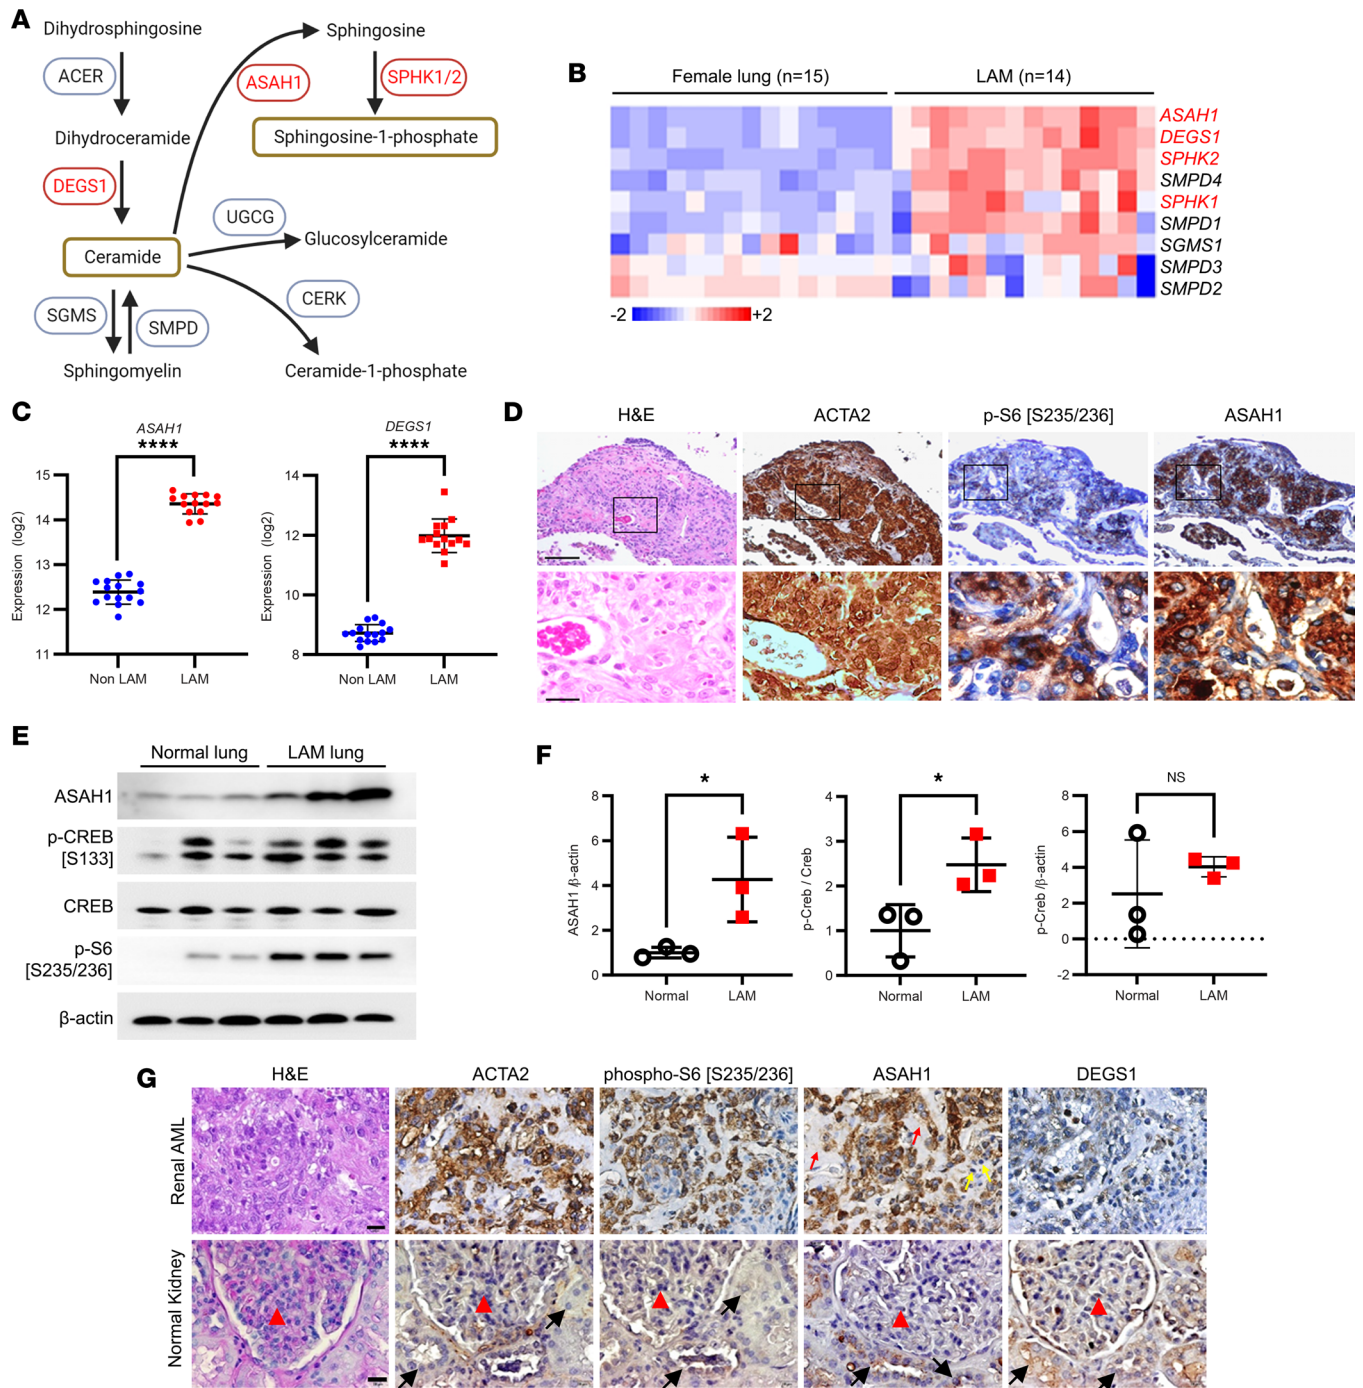 A
Dihydrosphingosine
Sphingosine
ACER
ASAH1
SPHK1/2
Dihydroceramide
Sphingosine-1-phosphate
DEGS1
UGCG
Glucosylceramide
Ceramide
CERK
SGMS
SMPD
Sphingomyelin
Ceramide-1-phosphate
B
Female lung (n=15)
LAM (n=14)
ASAH1
DEGS1
SPHK2
SMPD4
SPHK1
SMPD1
SGMS1
SMPD3
SMPD2
-2
+2
C
ASAH1
****
Expression (log2)
15
14
13
12
11
Non LAM
LAM
DEGS1
****
Expression (log2)
14
12
10
8
Non LAM
LAM
D
H&E
ACTA2
p-S6 [S235/236]
ASAH1
E
Normal lung
LAM lung
ASAH1
p-CREB
[S133]
CREB
p-S6
[S235/236]
β-actin
F
*
ASAH1 /β-actin
8
6
4
2
0
Normal
LAM
*
p-Creb / Creb
4
3
2
1
0
Normal
LAM
NS
p-Creb /β-actin
8
6
4
2
0
-2
Normal
LAM
G
H&E
ACTA2
phospho-S6 [S235/236]
ASAH1
DEGS1
Renal AML
Normal Kidney